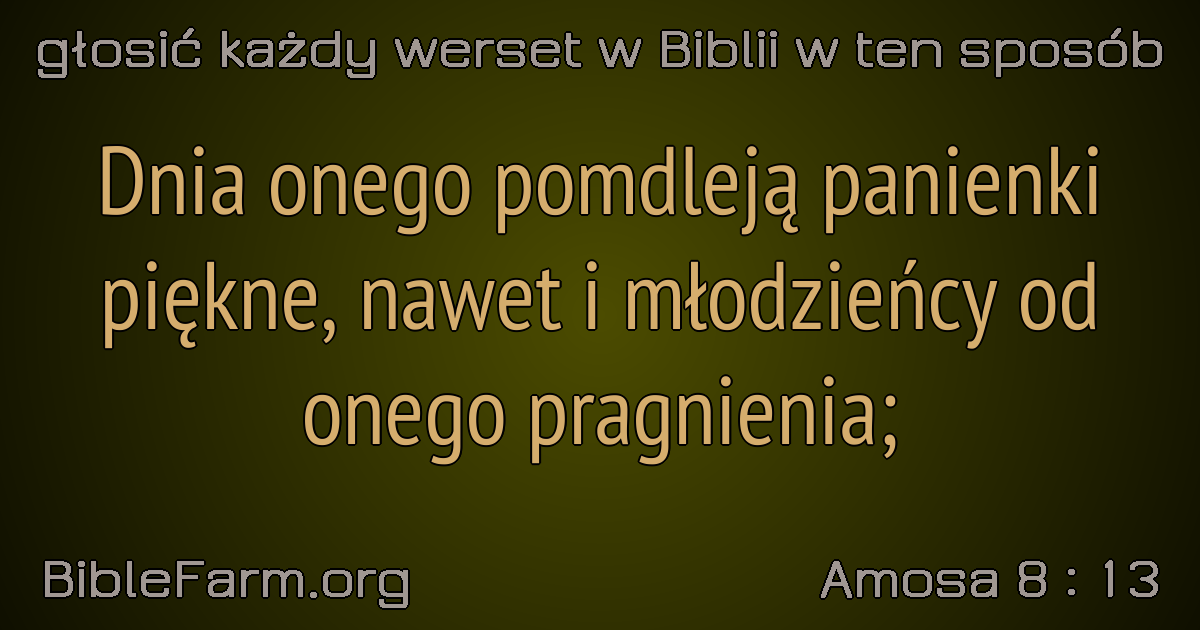 głosić każdy werset w Biblii w ten sposób
Dnia onego pomdleją panienki
piękne, nawet i młodzieńcy od
onego pragnienia;
BibleFarm.org
Amosa 8 : 13